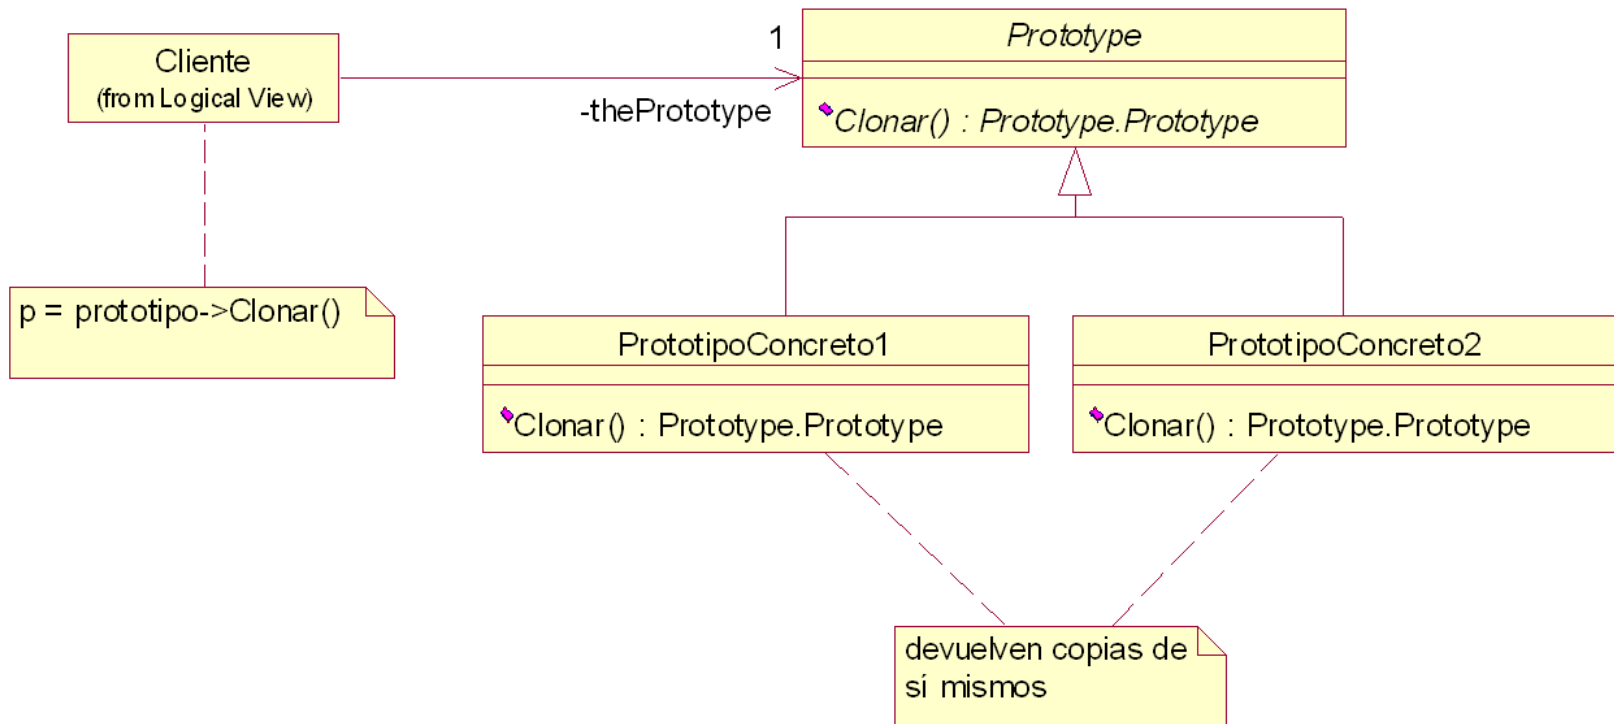 Cliente
(from Logical View)
1
-thePrototype
Prototype
Clonar() : Prototype.Prototype
p = prototipo->Clonar()
PrototipoConcreto1
Clonar() : Prototype.Prototype
PrototipoConcreto2
Clonar() : Prototype.Prototype
devuelven copias de
sí mismos